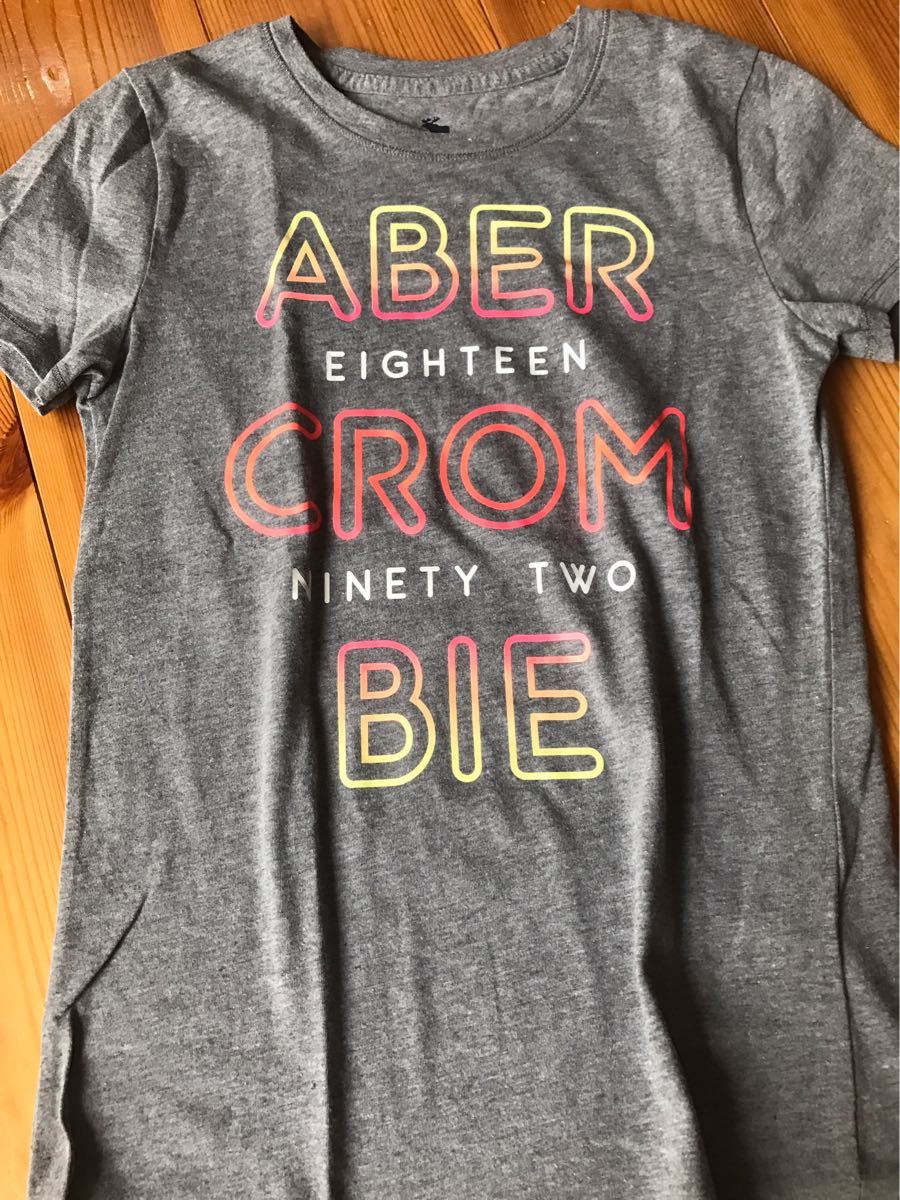 ABER
EIGHTEEN
CROM
NINETY TWO
BIE